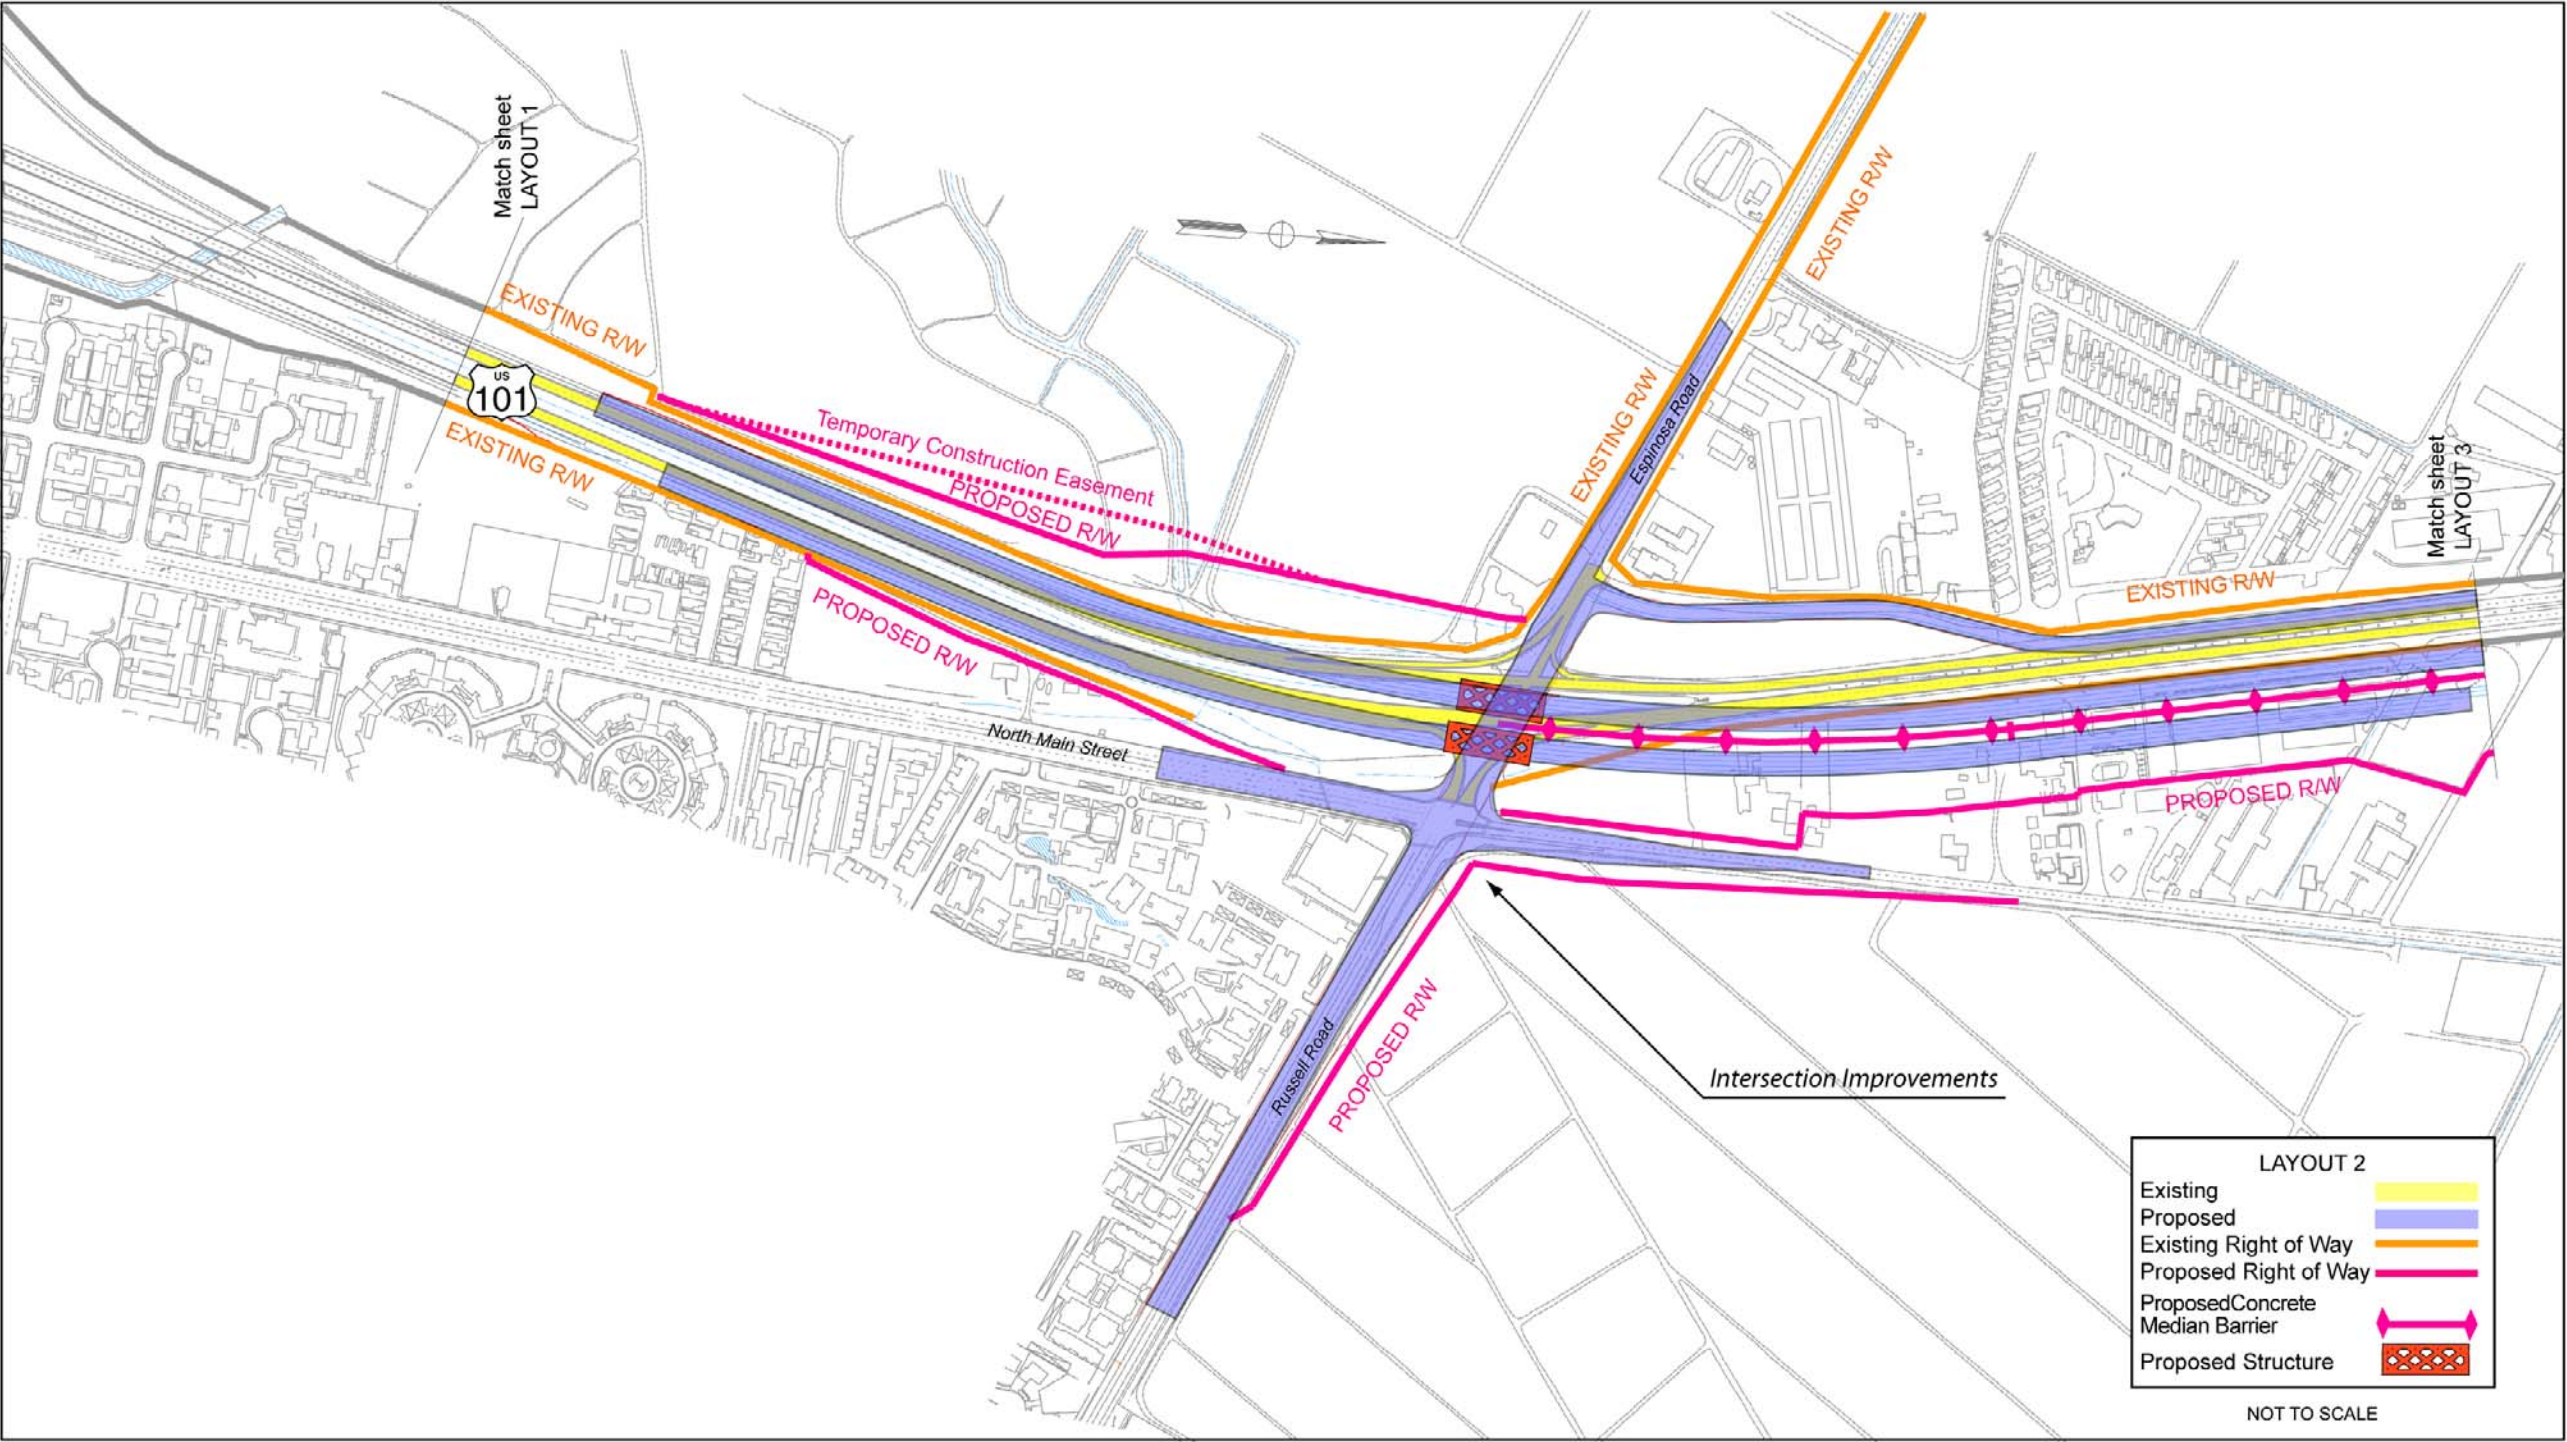 Match sheet
LAYOUT 1
EXISTING R/W
US
101
EXISTING R/W
Temporary Construction Easement
PROPOSED R/W
PROPOSED R/W
North Main Street
EXISTING R/W
EXISTING R/W
Espinosa Road
EXISTING R/W
Match sheet
LAYOUT 3
PROPOSED R/W
Russell Road
PROPOSED R/W
Intersection Improvements
LAYOUT 2
Existing
Proposed
Existing Right of Way
Proposed Right of Way
ProposedConcrete
Median Barrier
Proposed Structure
NOT TO SCALE